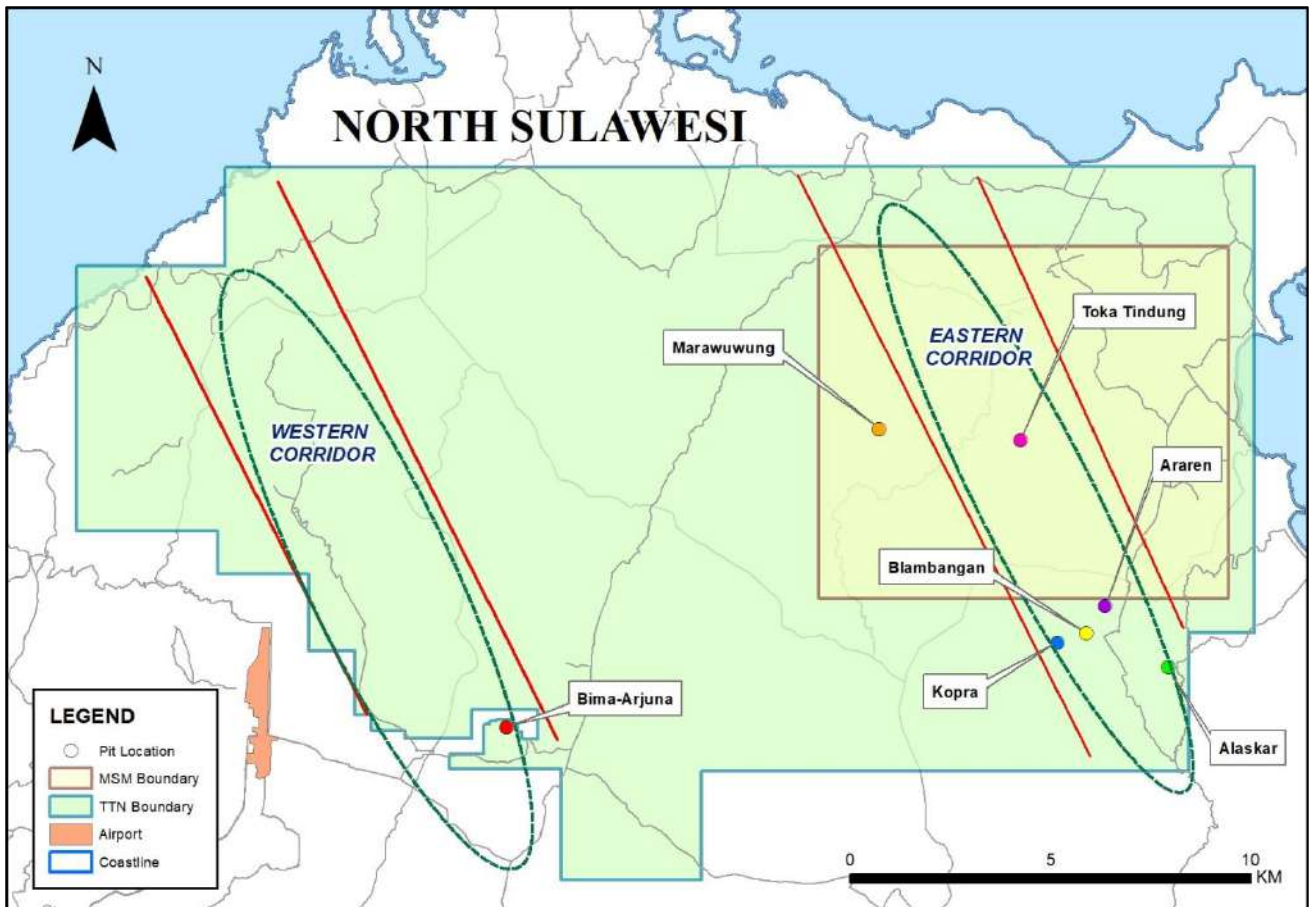 N
NORTH SULAWESI
Toka Tindung
EASTERN
CORRIDOR
Marawuwung
WESTERN
CORRIDOR
Araren
Blambangan
Kopra
Bima-Arjuna
Alaskar
LEGEND
Pit Location
MSM Boundary
TTN Boundary
Airport
Coastline
0 5 10
KM